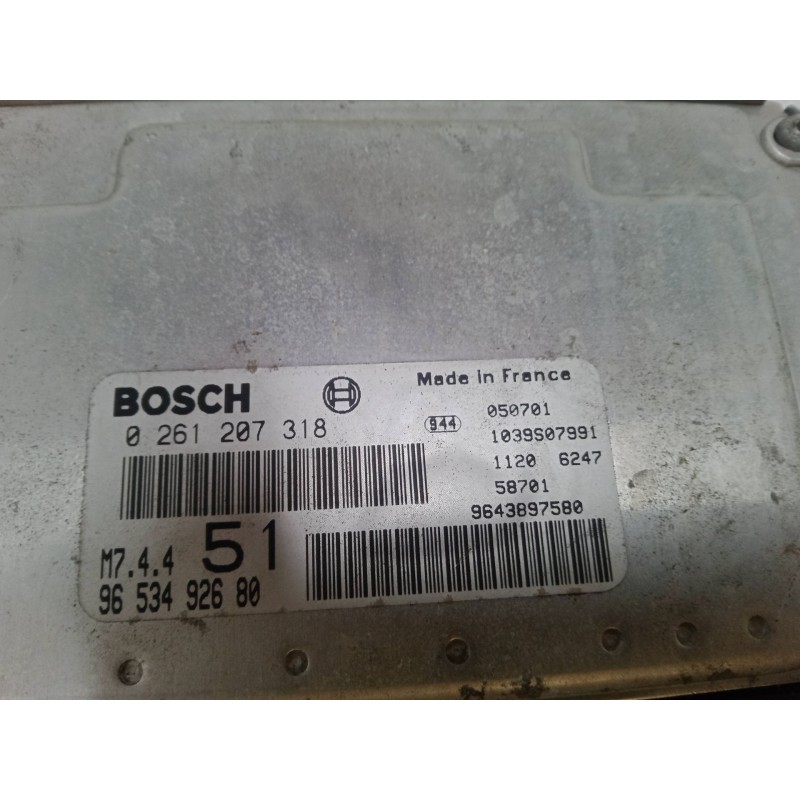 BOSCH
Made in France
0 261 207 318
944
050701
1039S07991
1120 6247
58701
9643897580
M7.4.4 51
96 534 926 80